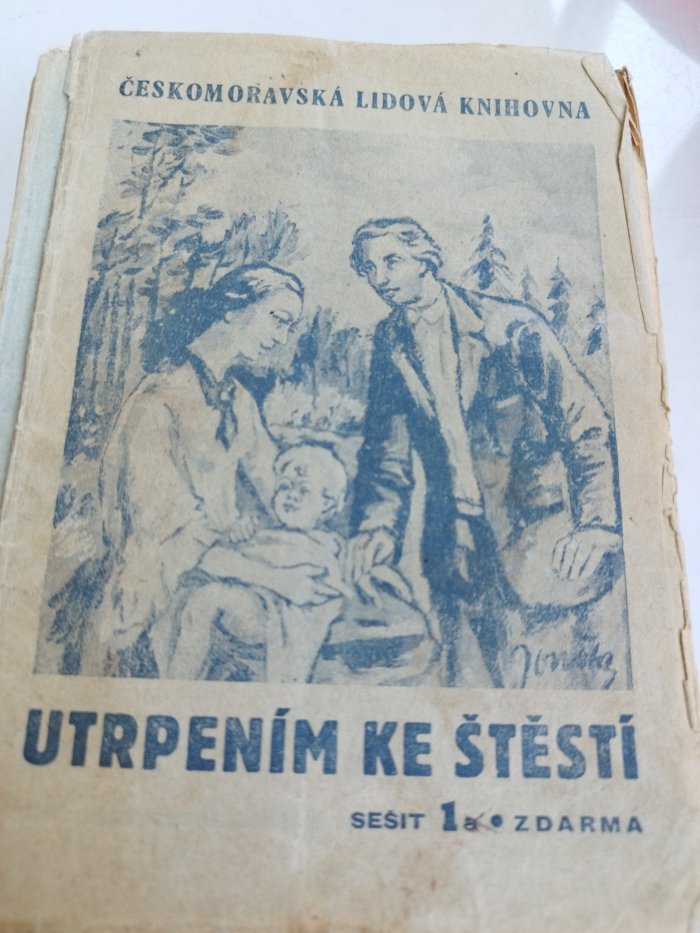 ČESKOMORAVSKÁ LIDOVÁ KNIHOVNA
UTRPENÍM KE ŠTĚSTÍ
SEŠIT 1a • ZDARMA